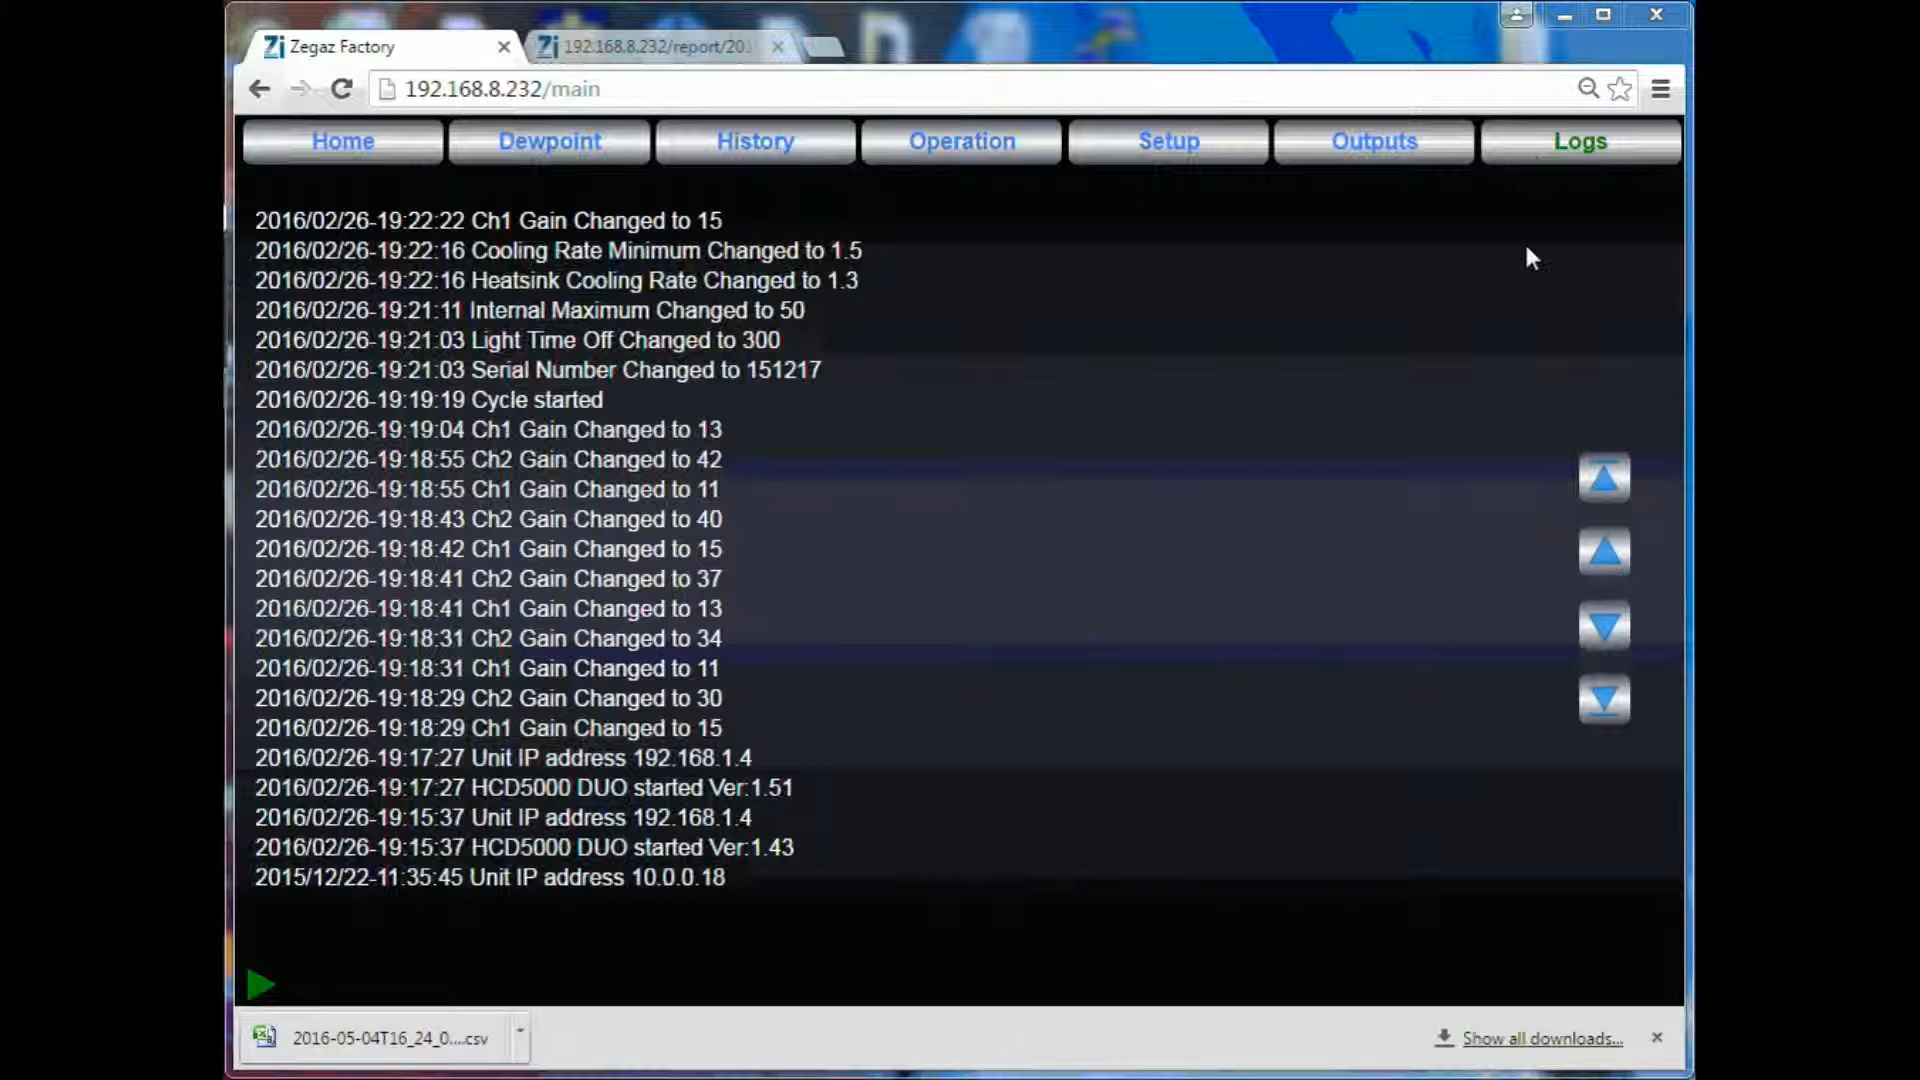 Zegaz Factory
192.168.8.232/report/201
192.168.8.232/main
Home Dewpoint History Operation Setup Outputs Logs
2016/02/26-19:22:22 Ch1 Gain Changed to 15
2016/02/26-19:22:16 Cooling Rate Minimum Changed to 1.5
2016/02/26-19:22:16 Heatsink Cooling Rate Changed to 1.3
2016/02/26-19:21:11 Internal Maximum Changed to 50
2016/02/26-19:21:03 Light Time Off Changed to 300
2016/02/26-19:21:03 Serial Number Changed to 151217
2016/02/26-19:19:19 Cycle started
2016/02/26-19:19:04 Ch1 Gain Changed to 13
2016/02/26-19:18:55 Ch2 Gain Changed to 42
2016/02/26-19:18:55 Ch1 Gain Changed to 11
2016/02/26-19:18:43 Ch2 Gain Changed to 40
2016/02/26-19:18:42 Ch1 Gain Changed to 15
2016/02/26-19:18:41 Ch2 Gain Changed to 37
2016/02/26-19:18:41 Ch1 Gain Changed to 13
2016/02/26-19:18:31 Ch2 Gain Changed to 34
2016/02/26-19:18:31 Ch1 Gain Changed to 11
2016/02/26-19:18:29 Ch2 Gain Changed to 30
2016/02/26-19:18:29 Ch1 Gain Changed to 15
2016/02/26-19:17:27 Unit IP address 192.168.1.4
2016/02/26-19:17:27 HCD5000 DUO started Ver:1.51
2016/02/26-19:15:37 Unit IP address 192.168.1.4
2016/02/26-19:15:37 HCD5000 DUO started Ver:1.43
2015/12/22-11:35:45 Unit IP address 10.0.0.18
2016-05-04T16_24_0....csv
Show all downloads...